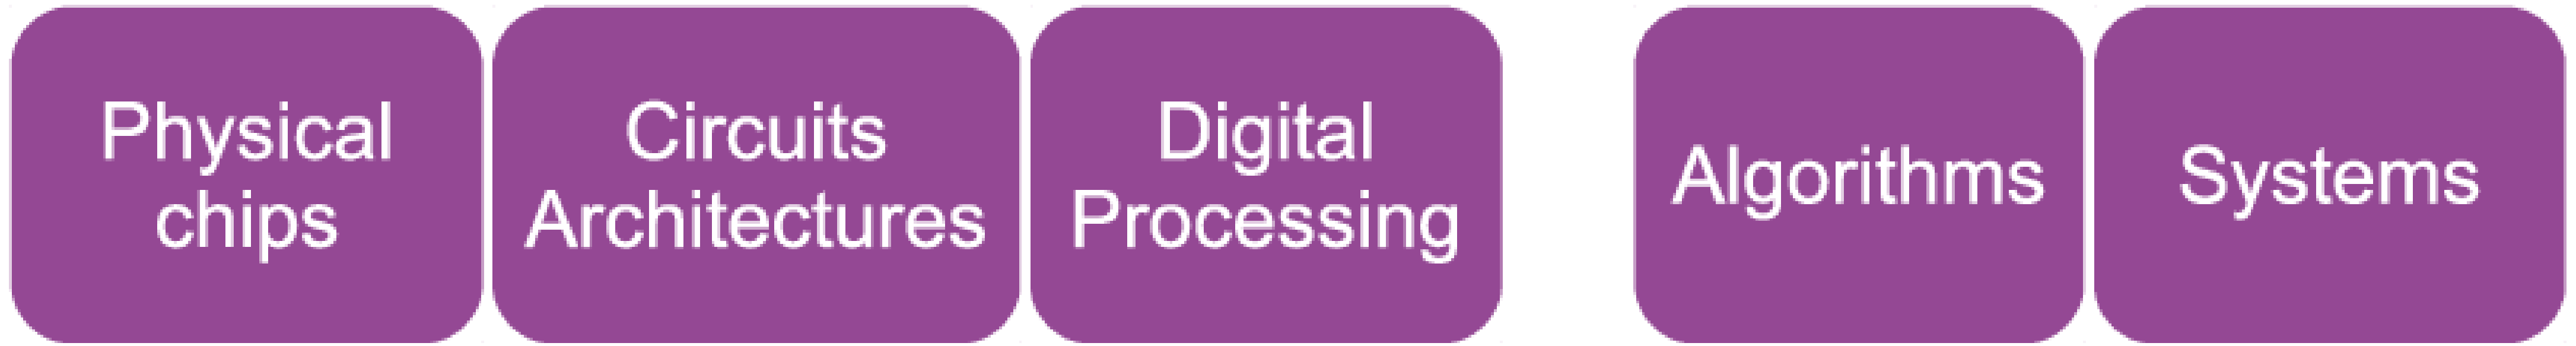 Physical
chips
Circuits
Architectures
Digital
Processing
Algorithms
Systems